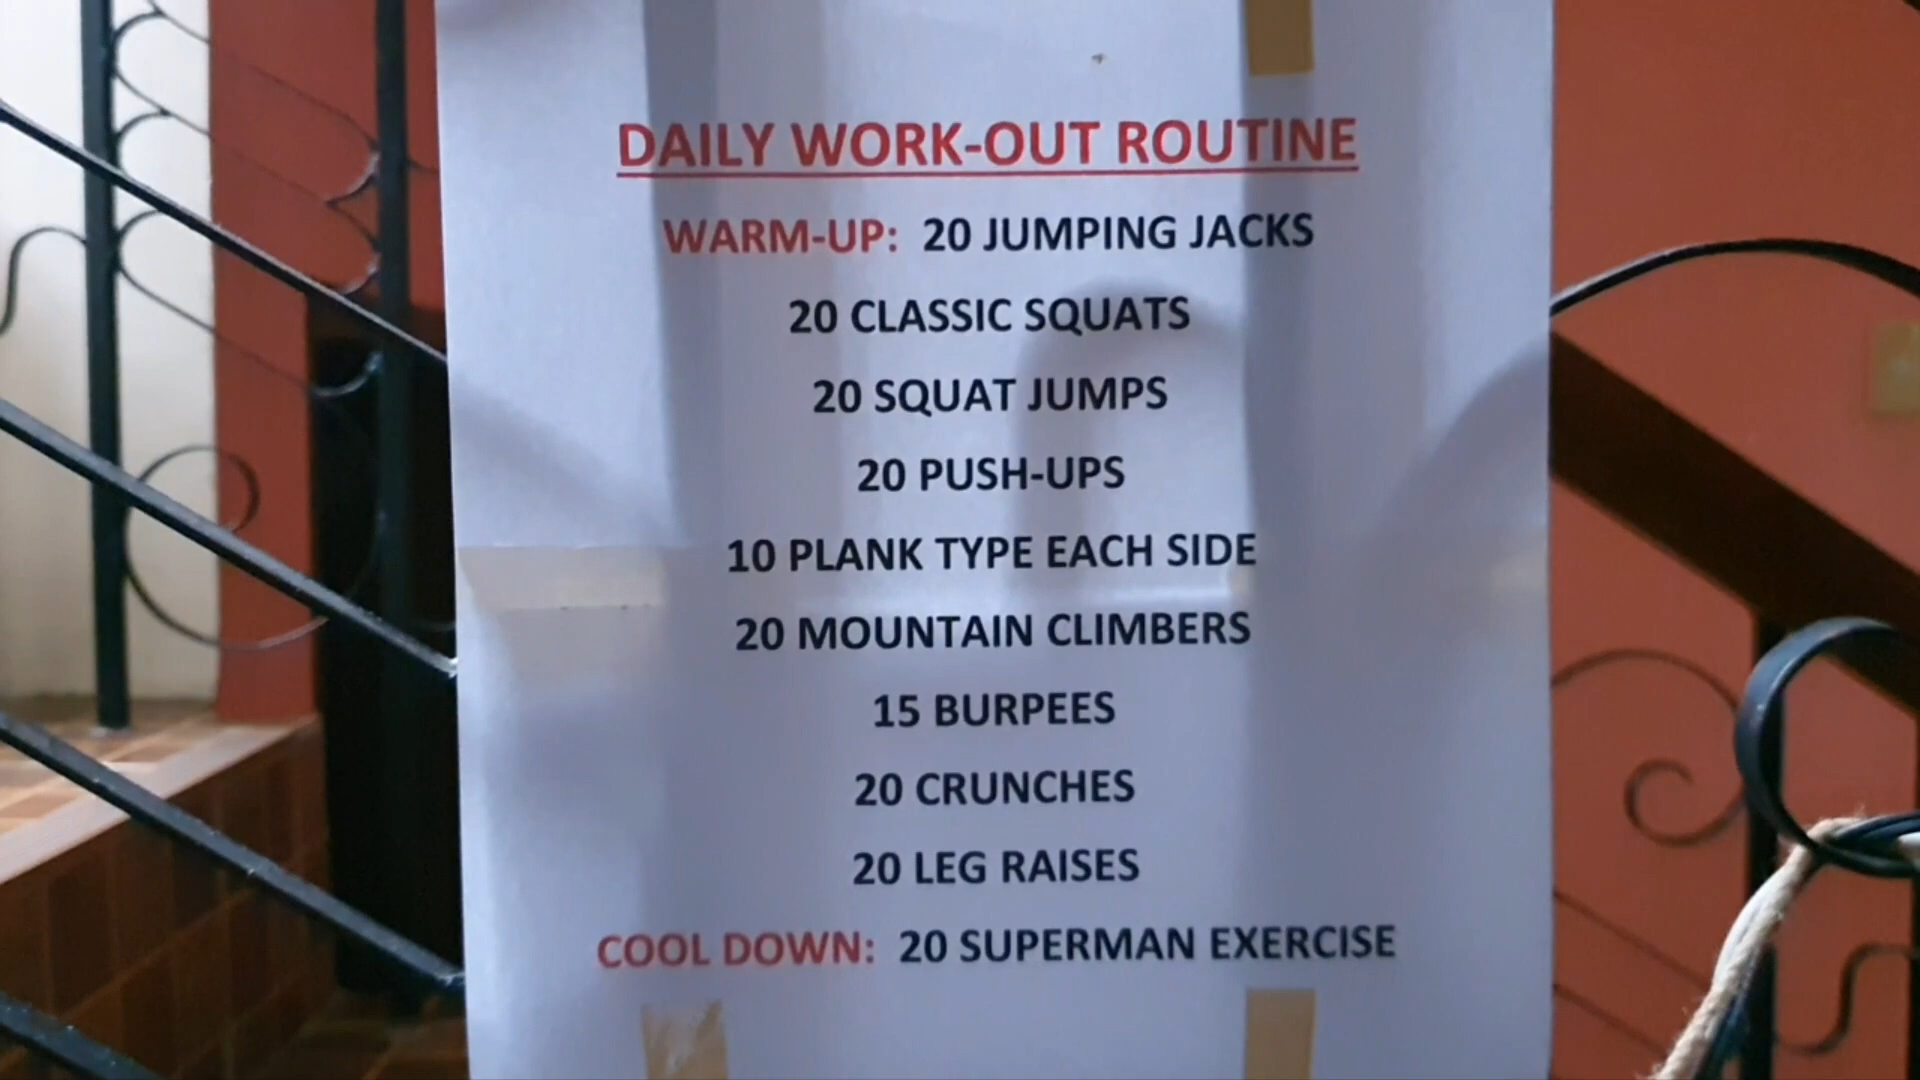 DAILY WORK-OUT ROUTINE
WARM-UP: 20 JUMPING JACKS
20 CLASSIC SQUATS
20 SQUAT JUMPS
20 PUSH-UPS
10 PLANK TYPE EACH SIDE
20 MOUNTAIN CLIMBERS
15 BURPEES
20 CRUNCHES
20 LEG RAISES
COOL DOWN: 20 SUPERMAN EXERCISE